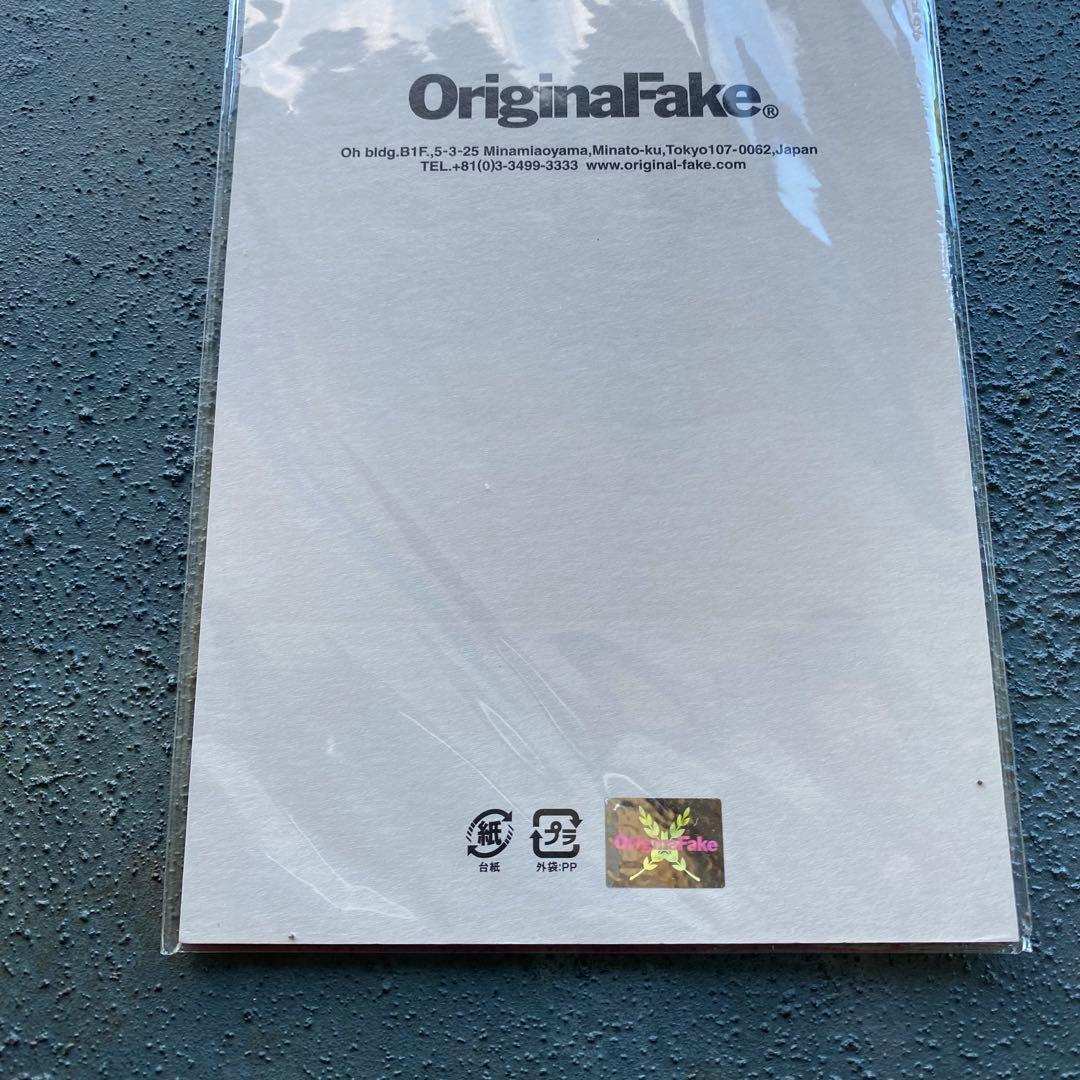 OriginalFake®
Oh bldg.B1F.,5-3-25 Minamiaoyama,Minato-ku,Tokyo107-0062,Japan
TEL.+81(0)3-3499-3333 www.original-fake.com
紙
プラ
台紙
外袋:PP
OriginalFake